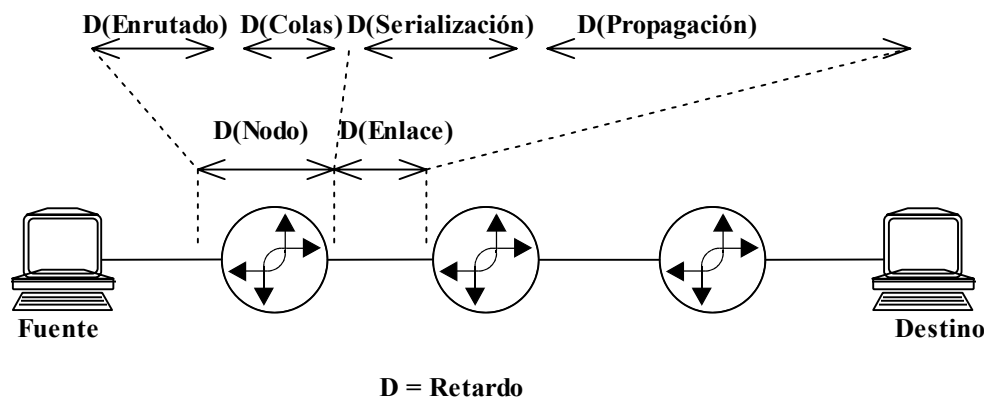 D(Enrutado) D(Colas) D(Serialización) D(Propagación)
D(Nodo) D(Enlace)
Fuente Destino
D = Retardo